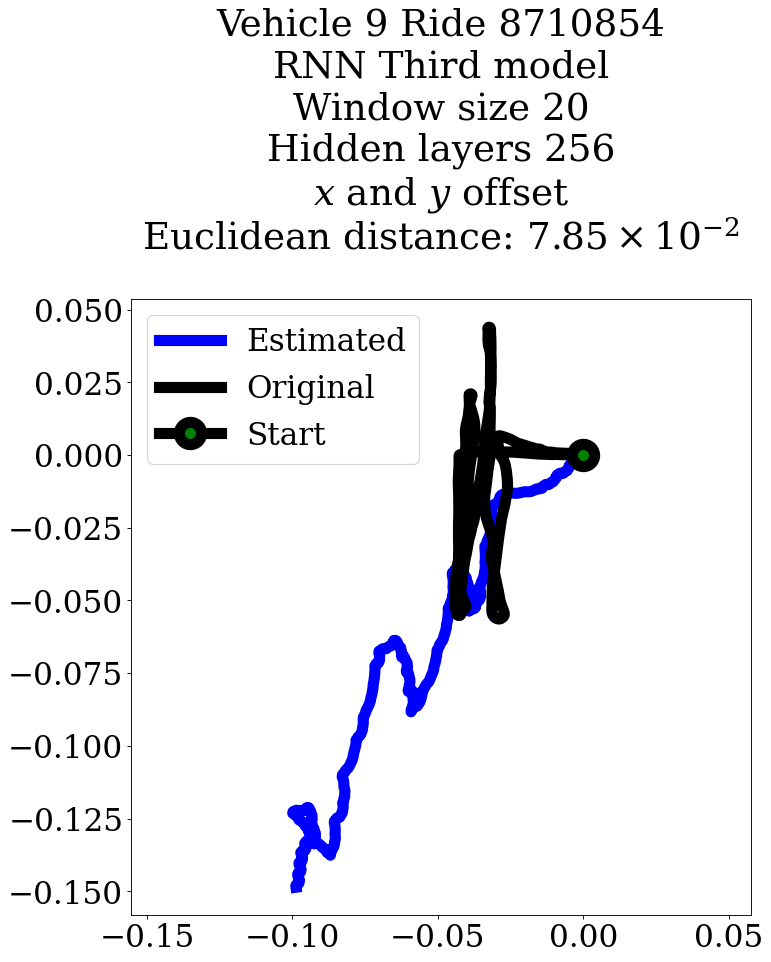 Vehicle 9 Ride 8710854
RNN Third model
Window size 20
Hidden layers 256
x and y offset
Euclidean distance: 7.85 × 10⁻²
Estimated
Original
Start
0.050
0.025
0.000
−0.025
−0.050
−0.075
−0.100
−0.125
−0.150
−0.15 −0.10 −0.05 0.00 0.05